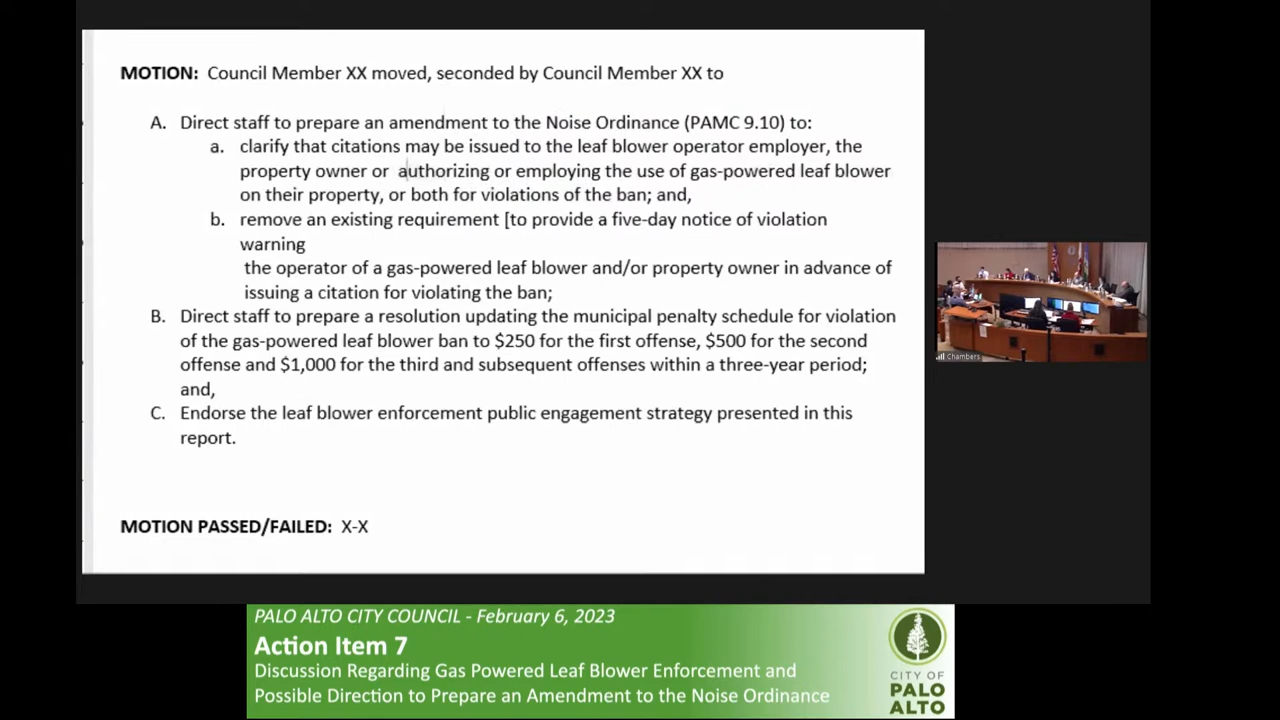 MOTION: Council Member XX moved, seconded by Council Member XX to
A. Direct staff to prepare an amendment to the Noise Ordinance (PAMC 9.10) to:
a. clarify that citations may be issued to the leaf blower operator employer, the
property owner or authorizing or employing the use of gas-powered leaf blower
on their property, or both for violations of the ban; and,
b. remove an existing requirement [to provide a five-day notice of violation
warning
the operator of a gas-powered leaf blower and/or property owner in advance of
issuing a citation for violating the ban;
B. Direct staff to prepare a resolution updating the municipal penalty schedule for violation
of the gas-powered leaf blower ban to $250 for the first offense, $500 for the second
offense and $1,000 for the third and subsequent offenses within a three-year period;
and,
C. Endorse the leaf blower enforcement public engagement strategy presented in this
report.
MOTION PASSED/FAILED: X-X
Chambers
PALO ALTO CITY COUNCIL - February 6, 2023
Action Item 7
Discussion Regarding Gas Powered Leaf Blower Enforcement and
Possible Direction to Prepare an Amendment to the Noise Ordinance
CITY OF
PALO
ALTO